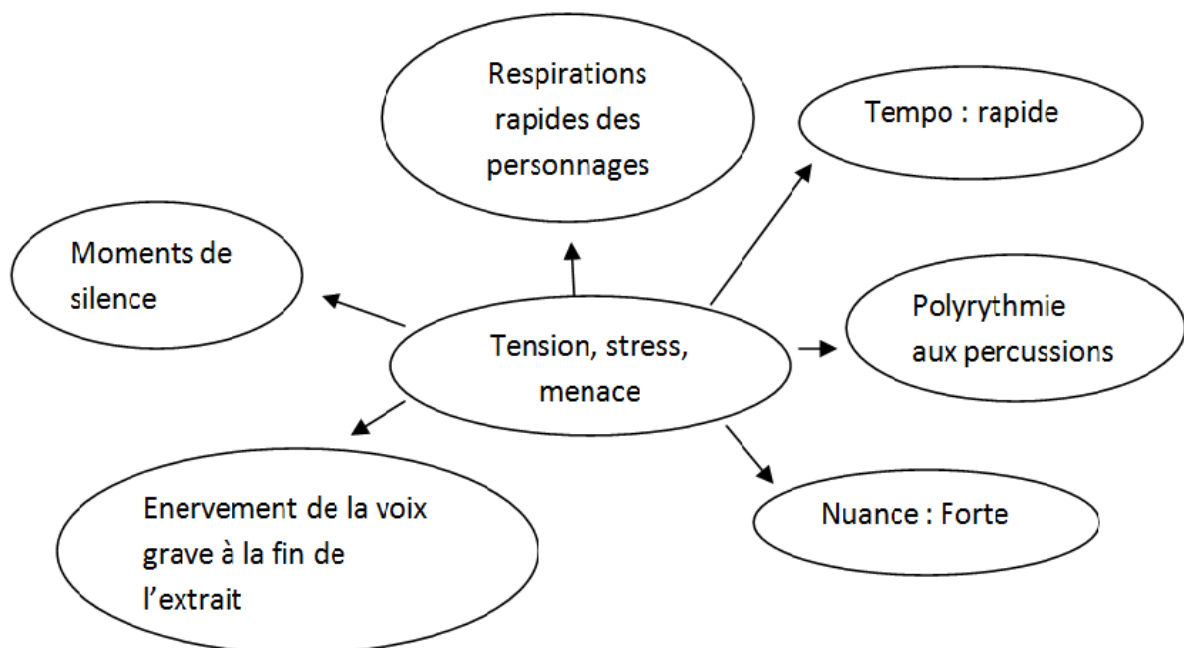 Respirations
rapides des
personnages
Tempo : rapide
Moments de
silence
Polyrythmie
aux percussions
Tension, stress,
menace
Enervement de la voix
grave à la fin de
l’extrait
Nuance : Forte